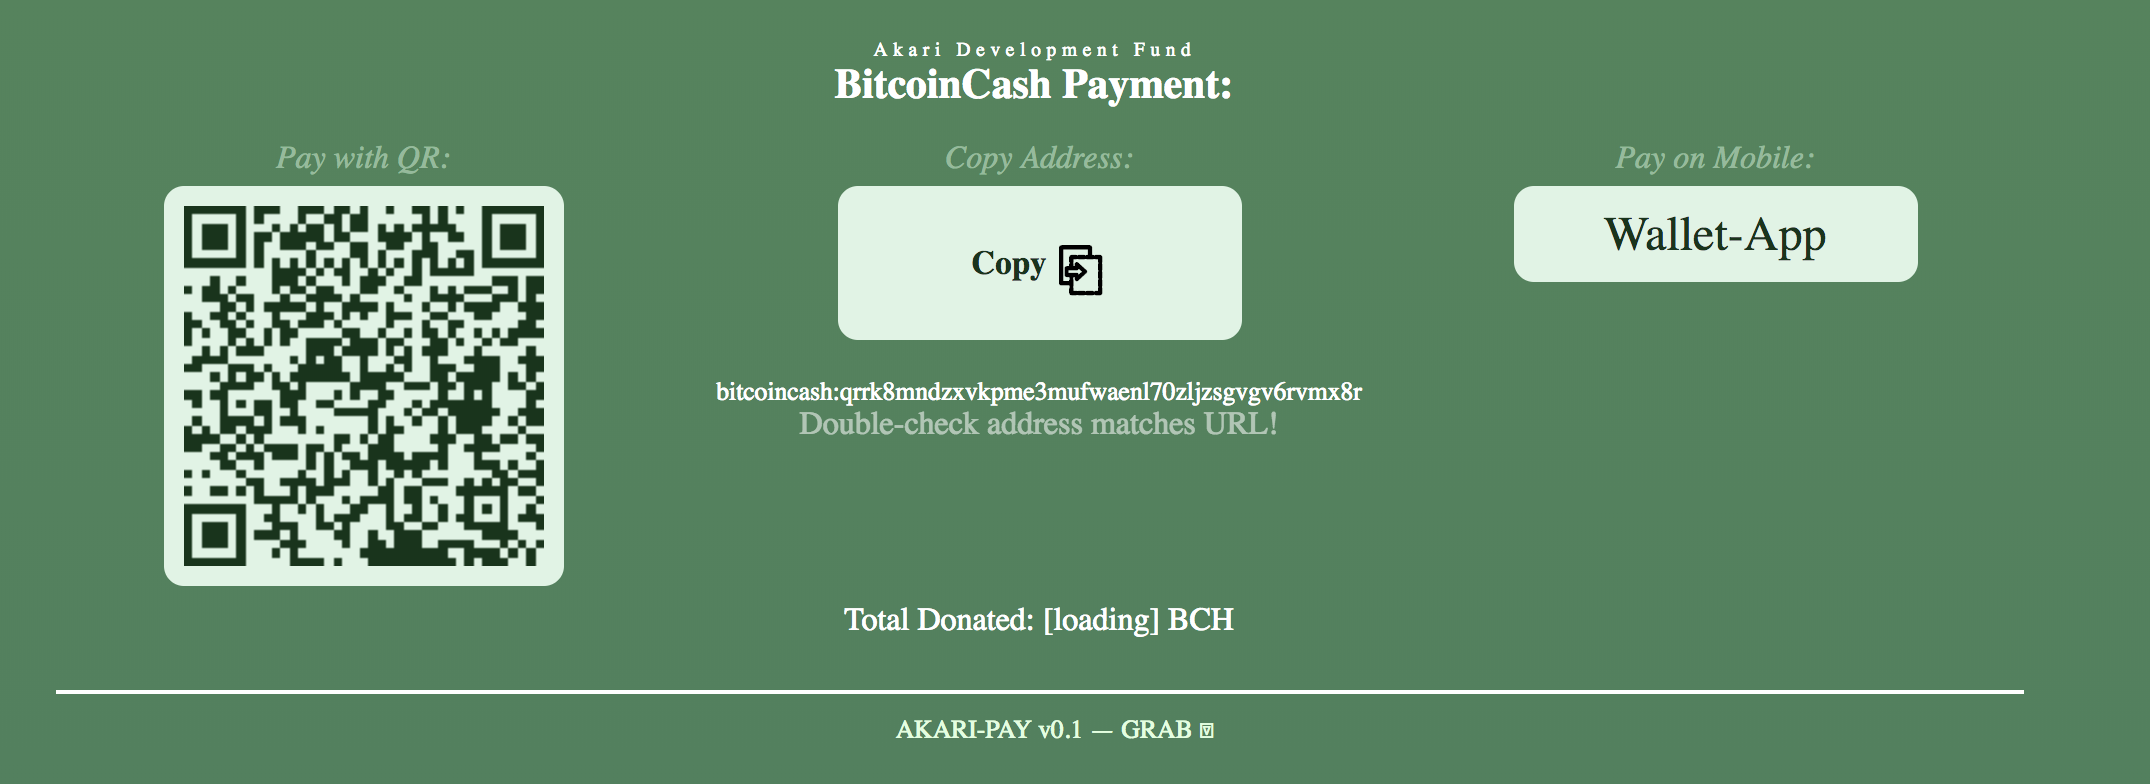 Akari Development Fund
BitcoinCash Payment:
Pay with QR:
Copy Address:
Pay on Mobile:
Copy
Wallet-App
bitcoincash:qrrk8mndzxvkpme3mufwaenl70zljzsgvgv6rvmx8r
Double-check address matches URL!
Total Donated: [loading] BCH
AKARI-PAY v0.1 — GRAB